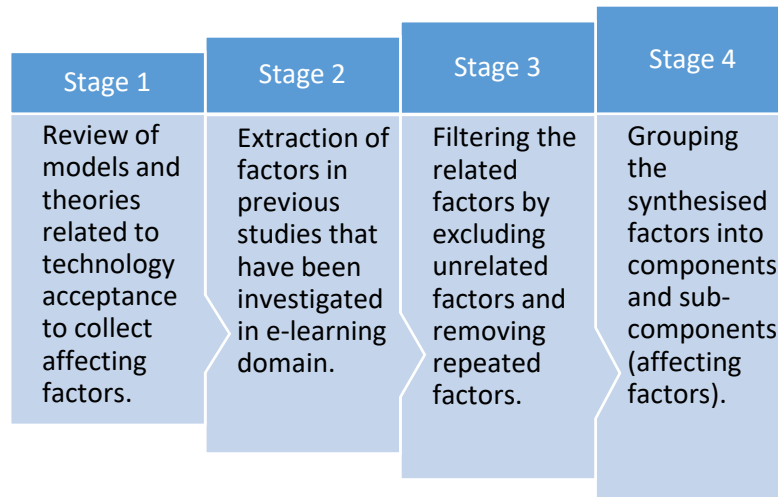 Stage 1
Review of
models and
theories
related to
technology
acceptance
to collect
affecting
factors.
Stage 2
Extraction of
factors in
previous
studies that
have been
investigated
in e-learning
domain.
Stage 3
Filtering the
related
factors by
excluding
unrelated
factors and
removing
repeated
factors.
Stage 4
Grouping
the
synthesised
factors into
components
and sub-
components
(affecting
factors).